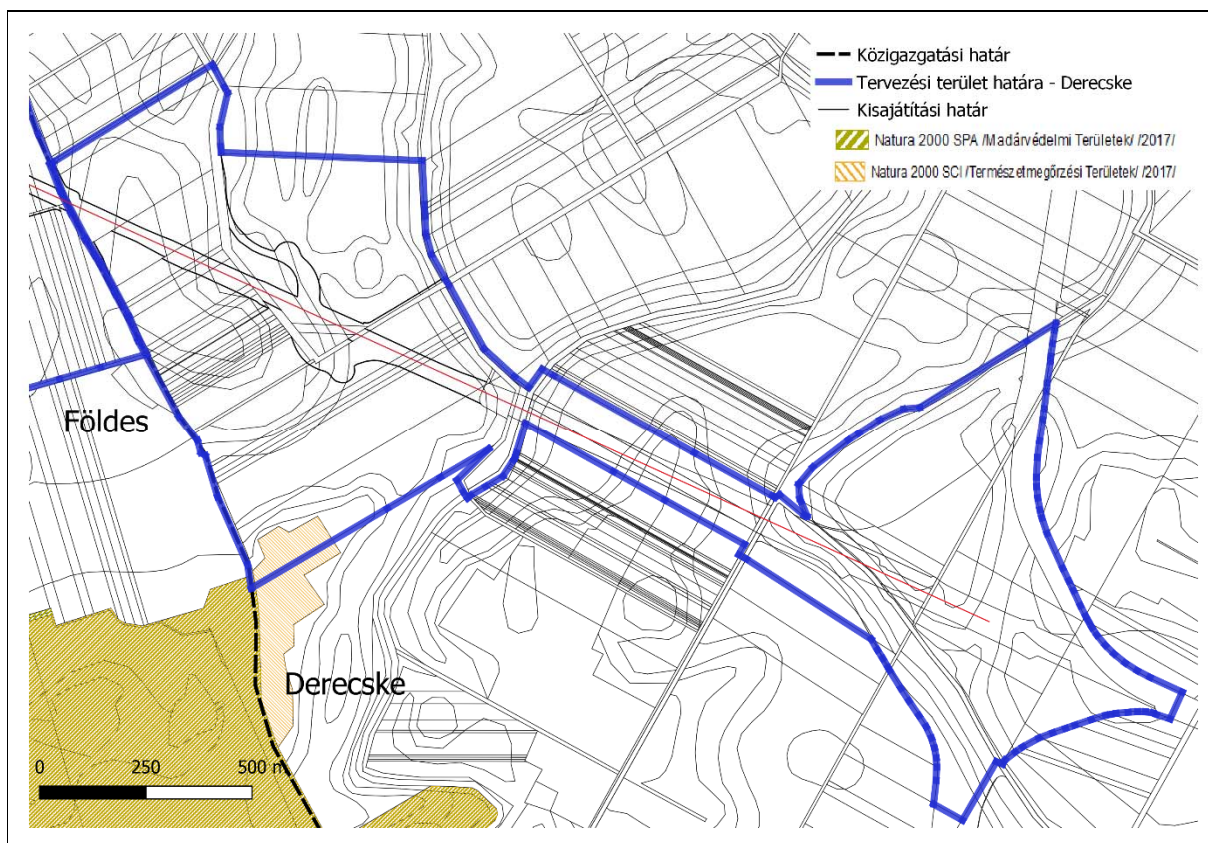 Közigazgatási határ
Tervezési terület határa - Derecske
Kisajátítási határ
Natura 2000 SPA /Madárvédelmi Területek/ /2017/
Natura 2000 SCI /Természetmegőrzési Területek/ /2017/
Földes
Derecske
0 250 500 m